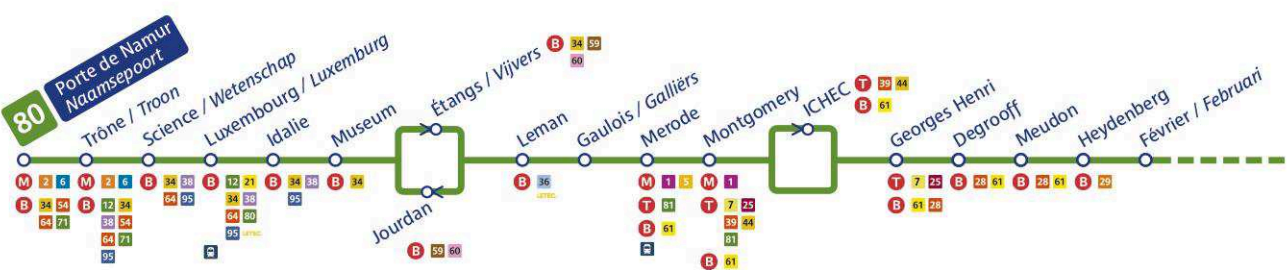 80
Porte de Namur
Naamsepoort
Trône / Troon
Science / Wetenschap
Luxembourg / Luxemburg
Idalie
Museum
Étangs / Vijvers
B 34 59
60
Jourdan
B 59 60
Leman
Gaulois / Galliërs
Merode
Montgomery
ICHEC
T 39 44
B 61
Georges Henri
Degrooff
Meudon
Heydenberg
Février / Februari
M 2 6
B 34 54
64 71
M 2 6
B 12 34
38 54
64 71
95
B 34 38
64 95
B 12 21
34 38
64 80
95 LETEC
B 34 38
95
B 34
B 36
LETEC
M 1 5
T 81
B 61
M 1
T 7 25
39 44
81
B 61
T 7 25
B 61 28
B 28 61
B 28 61
B 29